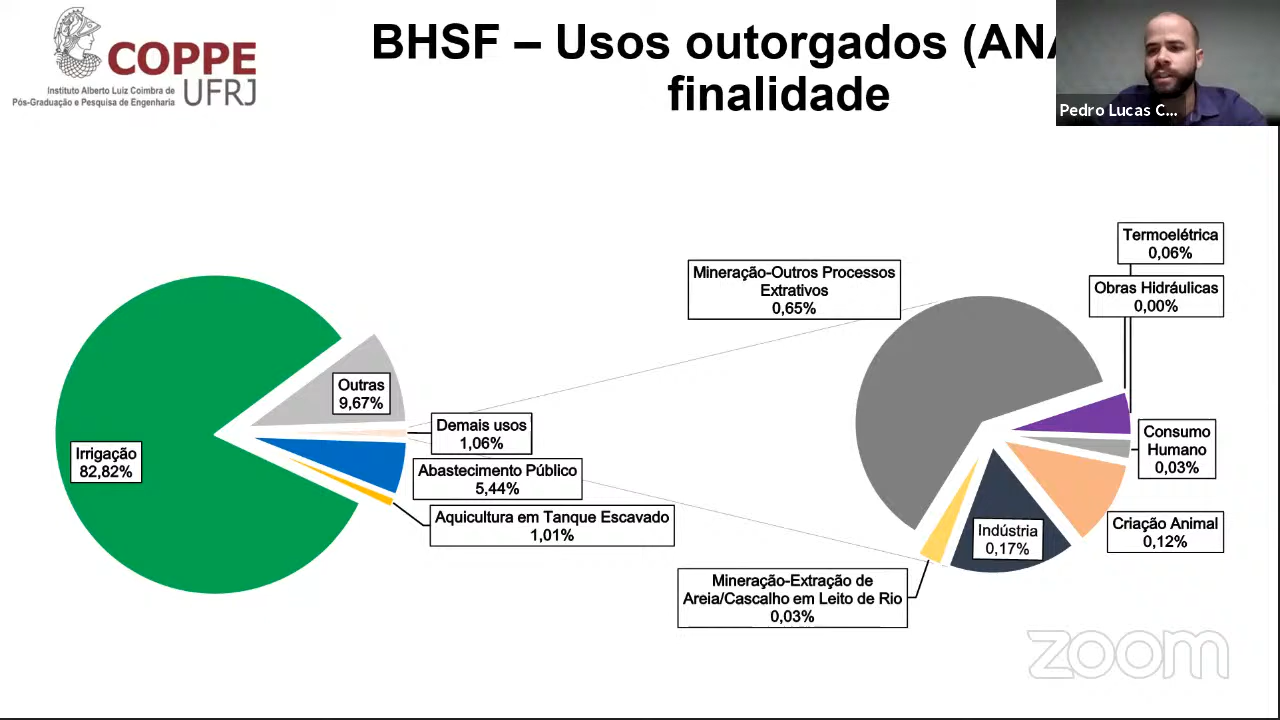 COPPE
UFRJ
Instituto Alberto Luiz Coimbra de
Pós-Graduação e Pesquisa de Engenharia
BHSF – Usos outorgados (ANA
finalidade
Pedro Lucas C...
Termoelétrica
0,06%
Mineração-Outros Processos
Extrativos
0,65%
Obras Hidráulicas
0,00%
Outras
9,67%
Demais usos
1,06%
Irrigação
82,82%
Abastecimento Público
5,44%
Consumo
Humano
0,03%
Aquicultura em Tanque Escavado
1,01%
Indústria
0,17%
Criação Animal
0,12%
Mineração-Extração de
Areia/Cascalho em Leito de Rio
0,03%
zoom